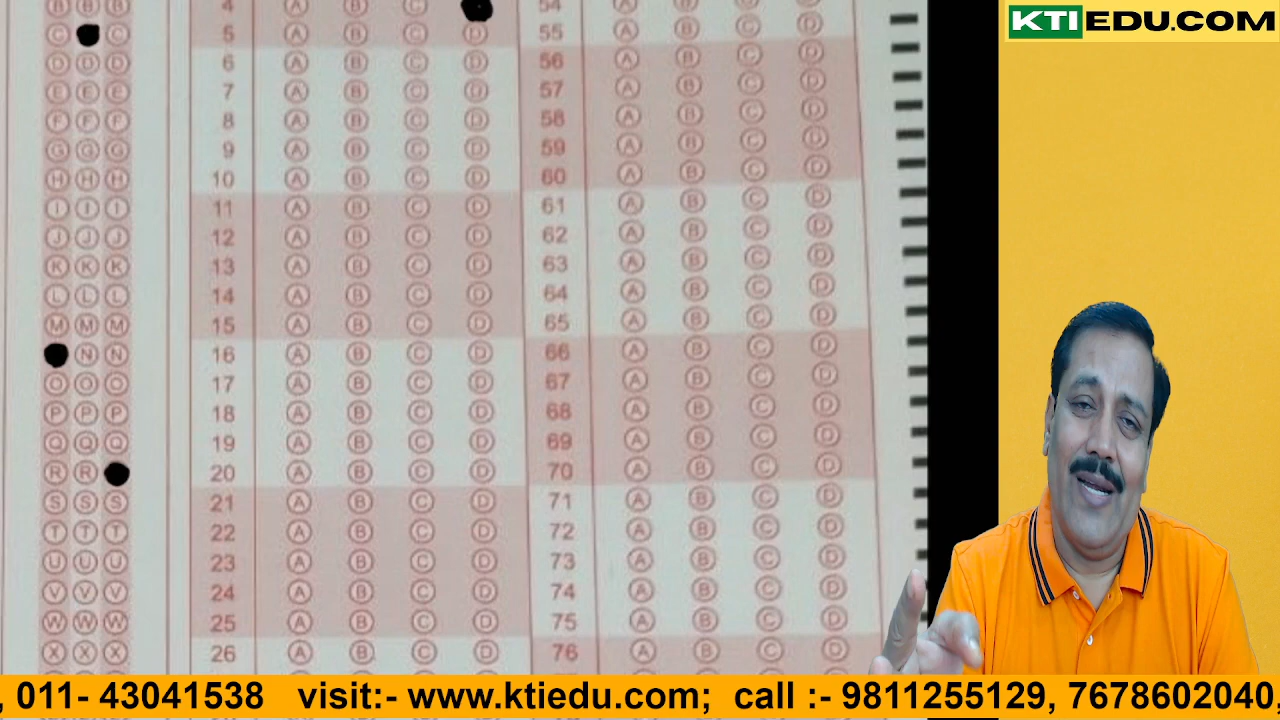 KTIEDU.COM
B B B 4 A B C 54 A B C D
C C 5 A B C D 55 A B C D
D D D 6 A B C D 56 A B C D
E E E 7 A B C D 57 A B C D
F F F 8 A B C D 58 A B C D
G G G 9 A B C D 59 A B C D
H H H 10 A B C D 60 A B C D
I I I 11 A B C D 61 A B C D
J J J 12 A B C D 62 A B C D
K K K 13 A B C D 63 A B C D
L L L 14 A B C D 64 A B C D
M M M 15 A B C D 65 A B C D
N N 16 A B C D 66 A B C D
O O O 17 A B C D 67 A B C D
P P P 18 A B C D 68 A B C D
Q Q Q 19 A B C D 69 A B C D
R R 20 A B C D 70 A B C D
S S S 21 A B C D 71 A B C D
T T T 22 A B C D 72 A B C D
U U U 23 A B C D 73 A B C D
V V V 24 A B C D 74 A B C D
W W W 25 A B C D 75 A B C D
X X X 26 A B C D 76 A B C D
, 011- 43041538 visit:- www.ktiedu.com; call :- 9811255129, 7678602040,